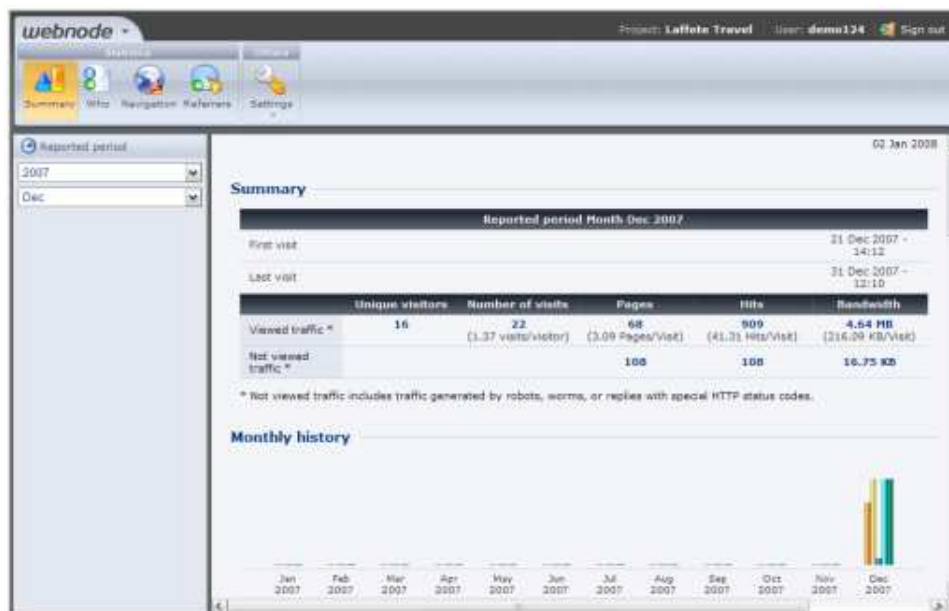 webnode
Project: Laffete Travel User: demo124 Sign out
Statistics
Summary Who Navigation Referrers Settings
Reported period
2007
Dec
02 Jan 2008
Summary
Reported period Month Dec 2007
First visit 21 Dec 2007 - 14:12
Last visit 31 Dec 2007 - 12:10
Unique visitors Number of visits Pages Hits Bandwidth
Viewed traffic * 16 22 68 909 4.64 MB
(1.37 visits/visitor) (3.09 Pages/Visit) (41.31 Hits/Visit) (216.09 KB/Visit)
Not viewed traffic * 108 108 16.75 KB
* Not viewed traffic includes traffic generated by robots, worms, or replies with special HTTP status codes.
Monthly history
Jan Feb Mar Apr May Jun Jul Aug Sep Oct Nov Dec
2007 2007 2007 2007 2007 2007 2007 2007 2007 2007 2007 2007